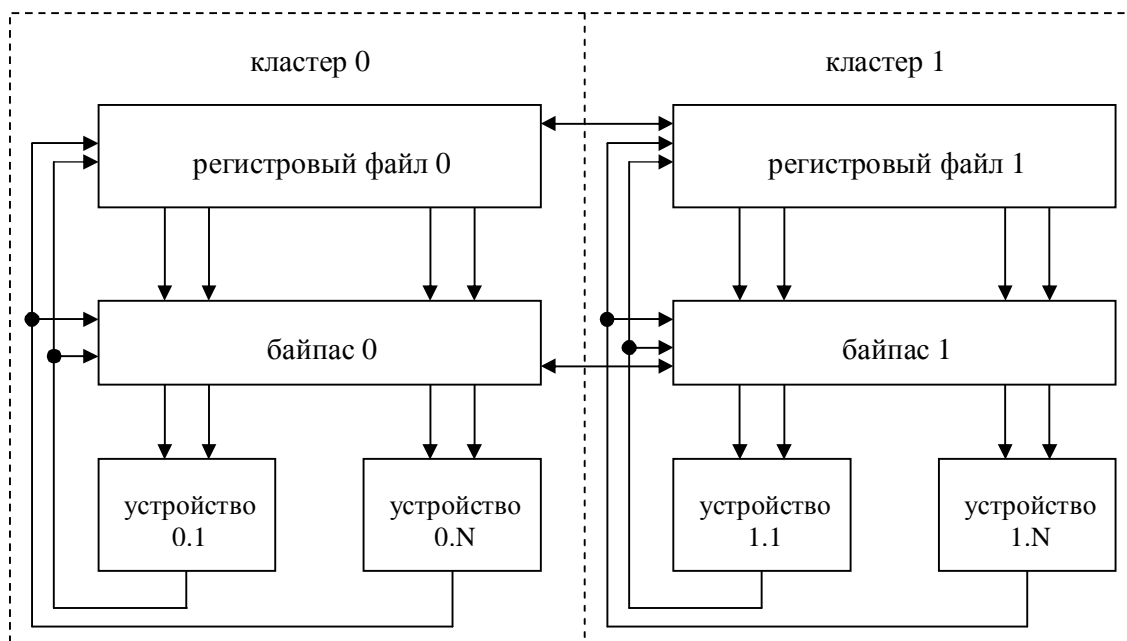 кластер 0
кластер 1
регистровый файл 0
регистровый файл 1
байпас 0
байпас 1
устройство
0.1
устройство
0.N
устройство
1.1
устройство
1.N